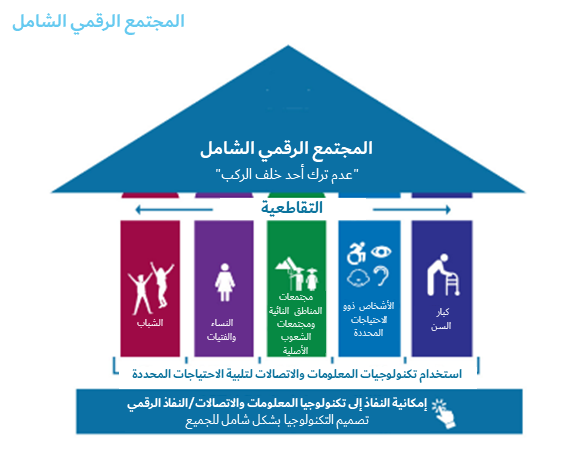 المجتمع الرقمي الشامل
المجتمع الرقمي الشامل
"عدم ترك أحد خلف الركب"
التقاطعية
كبار
السن
الأشخاص ذوو
الاحتياجات
المحددة
مجتمعات
المناطق النائية
ومجتمعات
الشعوب
الأصلية
النساء
والفتيات
الشباب
استخدام تكنولوجيات المعلومات والاتصالات لتلبية الاحتياجات المحددة
إمكانية النفاذ إلى تكنولوجيا المعلومات والاتصالات/النفاذ الرقمي
تصميم التكنولوجيا بشكل شامل للجميع